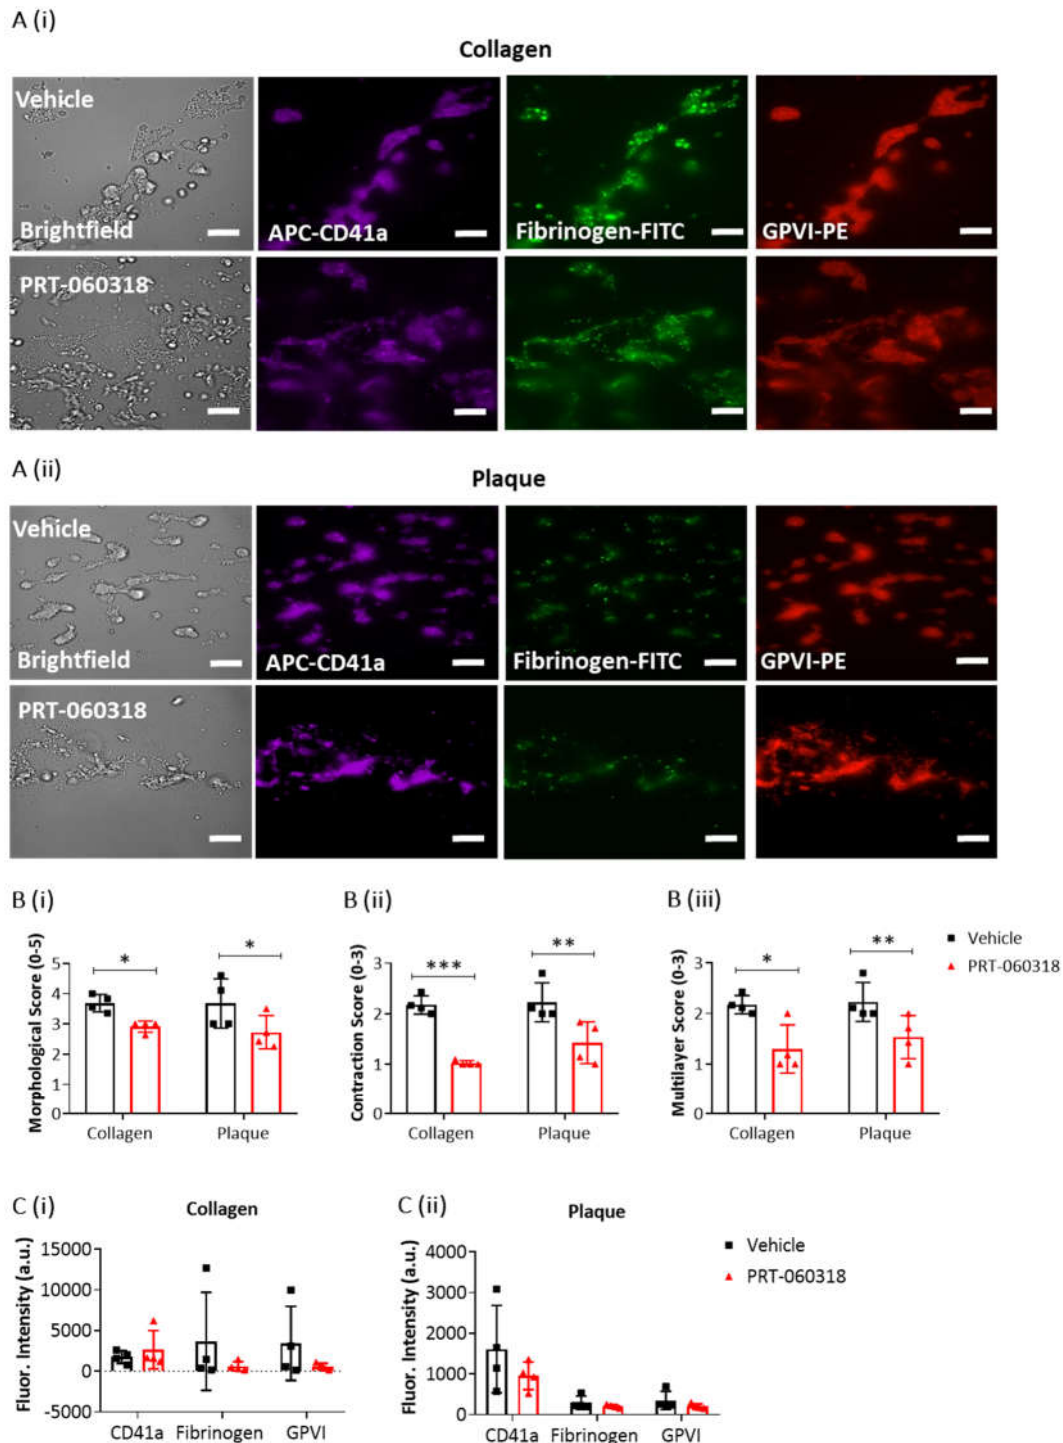 A (i)
Collagen
Vehicle
Brightfield
APC-CD41a
Fibrinogen-FITC
GPVI-PE
PRT-060318
A (ii)
Plaque
Vehicle
Brightfield
APC-CD41a
Fibrinogen-FITC
GPVI-PE
PRT-060318
B (i)
Morphological Score (0-5)
5
4
3
2
1
0
*
*
Collagen
Plaque
B (ii)
Contraction Score (0-3)
3
2
1
0
***
**
Collagen
Plaque
B (iii)
Multilayer Score (0-3)
3
2
1
0
*
**
Collagen
Plaque
Vehicle
PRT-060318
C (i)
Collagen
Fluor. Intensity (a.u.)
15000
10000
5000
0
-5000
CD41a
Fibrinogen
GPVI
C (ii)
Plaque
Fluor. Intensity (a.u.)
4000
3000
2000
1000
0
CD41a
Fibrinogen
GPVI
Vehicle
PRT-060318